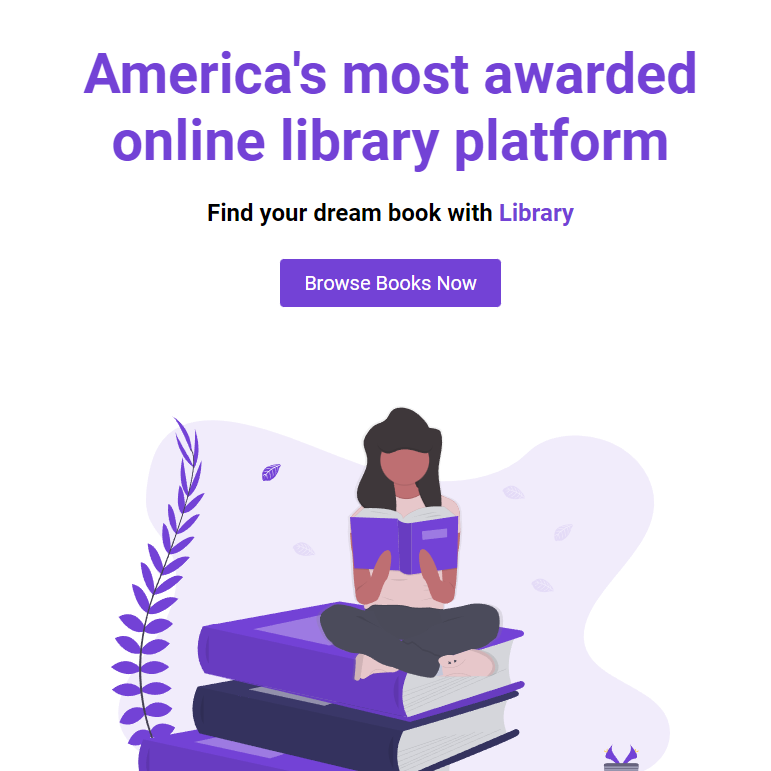 America's most awarded
online library platform
Find your dream book with Library
Browse Books Now